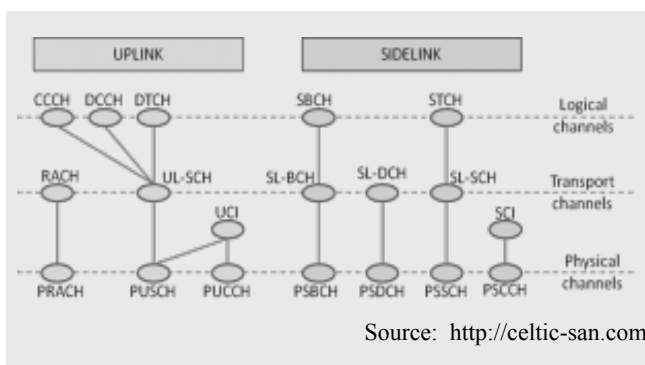 UPLINK SIDELINK
CCCH DCCH DTCH SBCH STCH Logical
channels
RACH UL-SCH SL-BCH SL-DCH SL-SCH Transport
channels
UCI SCI
Physical
channels
PRACH PUSCH PUCCH PSBCH PSDCH PSSCH PSCCH
Source: http://celtic-san.com